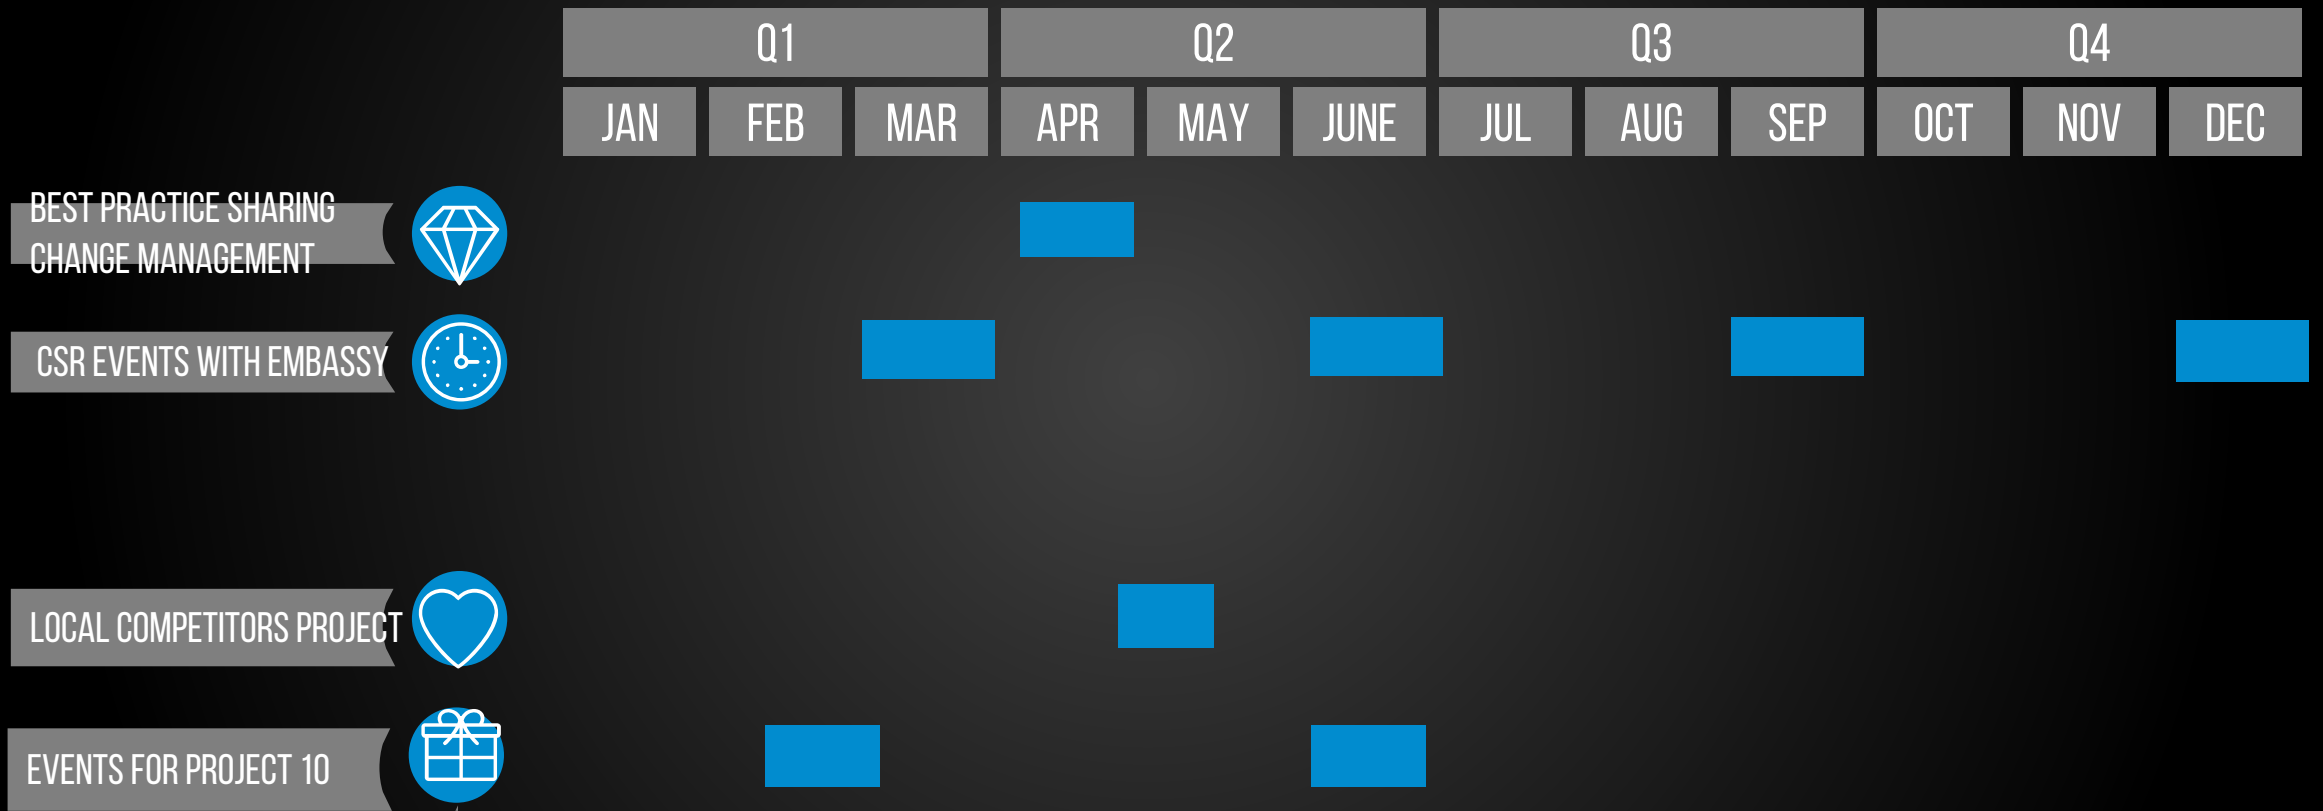 Q1 Q2 Q3 Q4
JAN FEB MAR APR MAY JUNE JUL AUG SEP OCT NOV DEC
BEST PRACTICE SHARING
CHANGE MANAGEMENT
CSR EVENTS WITH EMBASSY
LOCAL COMPETITORS PROJECT
EVENTS FOR PROJECT 10